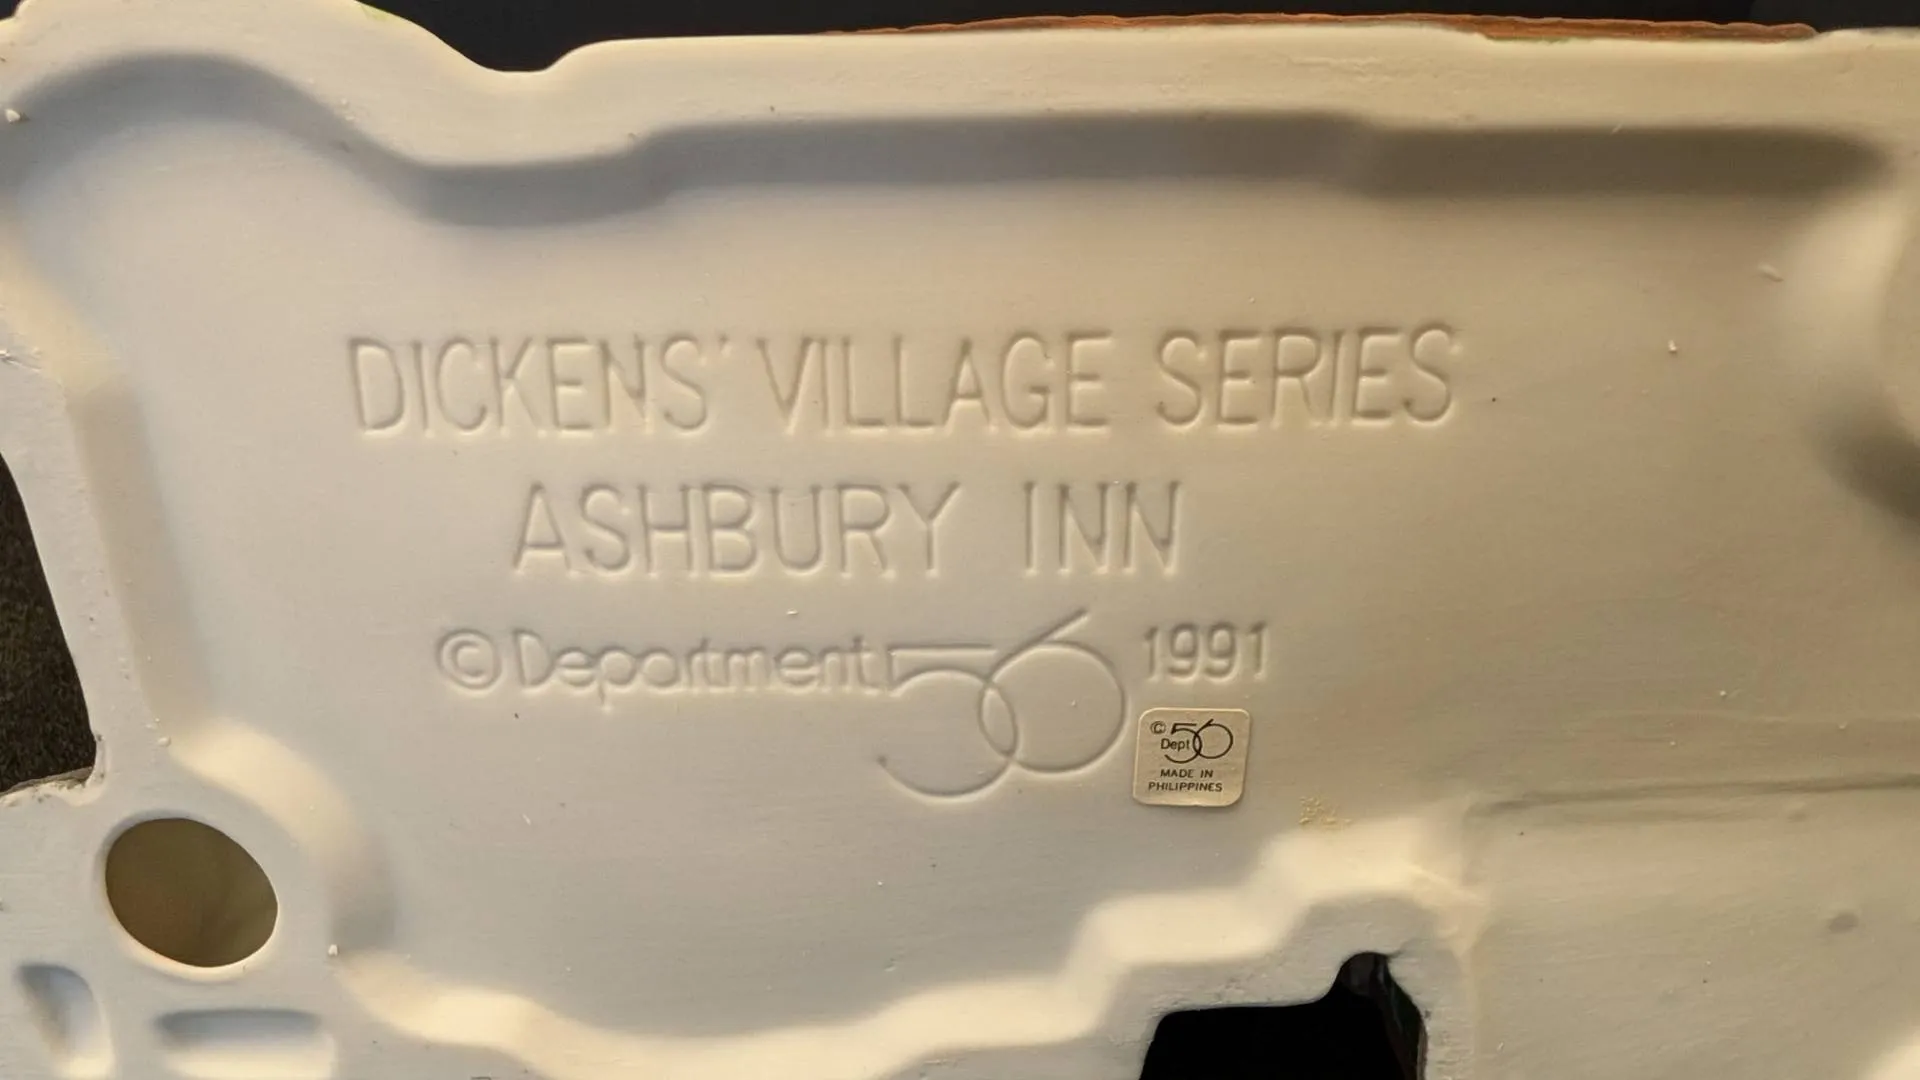 DICKENS' VILLAGE SERIES
ASHBURY INN
© Department 56 1991
© 56
Dept
MADE IN
PHILIPPINES